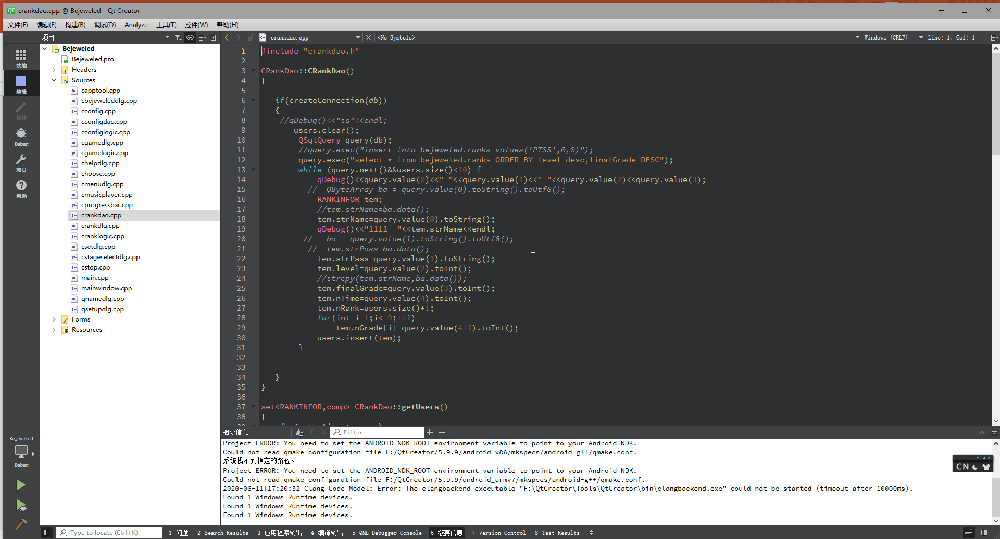 crankdao.cpp @ Bejeweled - Qt Creator
文件(F) 编辑(E) 构建(B) 调试(D) Analyze 工具(T) 控件(W) 帮助(H)
项目
crankdao.cpp
<No Symbols>
Windows (CRLF)
Line: 1, Col: 1
欢迎
编辑
设计
Debug
项目
帮助
Bejeweled
Debug
Bejeweled
Bejeweled.pro
Headers
Sources
capptool.cpp
cbejeweleddlg.cpp
cconfig.cpp
cconfigdao.cpp
cconfiglogic.cpp
cgamedlg.cpp
cgamelogic.cpp
chelpdlg.cpp
choose.cpp
cmenudlg.cpp
cmusicplayer.cpp
cprogressbar.cpp
crankdao.cpp
crankdlg.cpp
cranklogic.cpp
csetdlg.cpp
cstageselectdlg.cpp
cstop.cpp
main.cpp
mainwindow.cpp
qnamedlg.cpp
qsetupdlg.cpp
Forms
Resources
1 #include "crankdao.h"
2
3 CRankDao::CRankDao()
4 {
5
6 if(createConnection(db))
7 {
8 //qDebug()<<"ss"<<endl;
9 users.clear();
10 QSqlQuery query(db);
11 //query.exec("insert into bejeweled.ranks values('PTSS',0,0)");
12 query.exec("select * from bejeweled.ranks ORDER BY level desc,finalGrade DESC");
13 while (query.next()&&users.size()<10) {
14 qDebug()<<query.value(0)<<" "<<query.value(1)<<" "<<query.value(2)<<query.value(3);
15 // QByteArray ba = query.value(0).toString().toUtf8();
16 RANKINFOR tem;
17 //tem.strName=ba.data();
18 tem.strName=query.value(0).toString();
19 qDebug()<<"1111  "<<tem.strName<<endl;
20 // ba = query.value(1).toString().toUtf8();
21 // tem.strPass=ba.data();
22 tem.strPass=query.value(1).toString();
23 tem.level=query.value(2).toInt();
24 //strcpy(tem.strName,ba.data());
25 tem.finalGrade=query.value(3).toInt();
26 tem.nTime=query.value(4).toInt();
27 tem.nRank=users.size()+1;
28 for(int i=1;i<=9;++i)
29 tem.nGrade[i]=query.value(4+i).toInt();
30 users.insert(tem);
31 }
32
33
34 }
35 }
36
37 set<RANKINFOR,comp> CRankDao::getUsers()
38 {
概要信息
Filter
Project ERROR: You need to set the ANDROID_NDK_ROOT environment variable to point to your Android NDK.
Could not read qmake configuration file F:/QtCreator/5.9.9/android_x86/mkspecs/android-g++/qmake.conf.
系统找不到指定的路径。
Project ERROR: You need to set the ANDROID_NDK_ROOT environment variable to point to your Android NDK.
Could not read qmake configuration file F:/QtCreator/5.9.9/android_armv7/mkspecs/android-g++/qmake.conf.
2020-06-11T17:20:32 Clang Code Model: Error: The clangbackend executable "F:\QtCreator\Tools\QtCreator\bin\clangbackend.exe" could not be started (timeout after 10000ms).
Found 1 Windows Runtime devices.
Found 1 Windows Runtime devices.
Found 1 Windows Runtime devices.
CN
Type to locate (Ctrl+K)
1 问题 2 Search Results 3 应用程序输出 4 编译输出 5 QML Debugger Console 6 概要信息 7 Version Control 8 Test Results